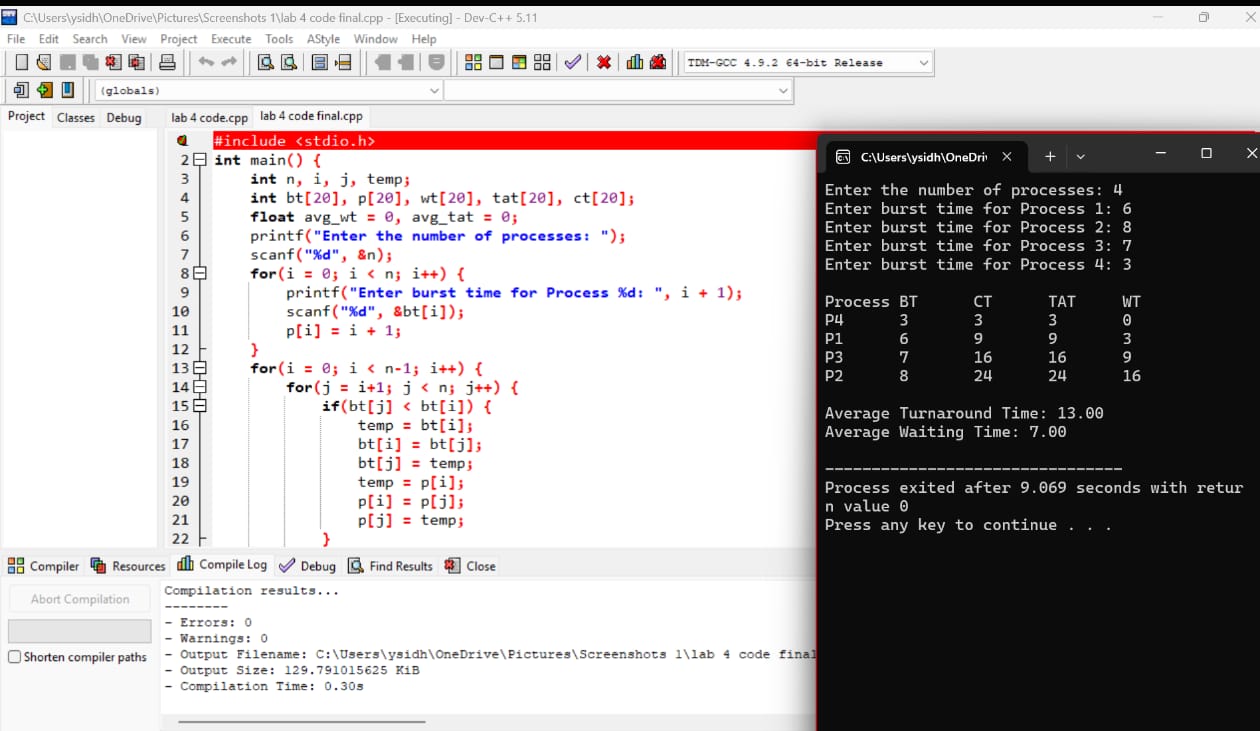 C:\Users\ysidh\OneDrive\Pictures\Screenshots 1\lab 4 code final.cpp - [Executing] - Dev-C++ 5.11
File Edit Search View Project Execute Tools AStyle Window Help
TDM-GCC 4.9.2 64-bit Release
(globals)
Project Classes Debug
lab 4 code.cpp lab 4 code final.cpp
#include <stdio.h>
2 int main() {
3 int n, i, j, temp;
4 int bt[20], p[20], wt[20], tat[20], ct[20];
5 float avg_wt = 0, avg_tat = 0;
6 printf("Enter the number of processes: ");
7 scanf("%d", &n);
8 for(i = 0; i < n; i++) {
9 printf("Enter burst time for Process %d: ", i + 1);
10 scanf("%d", &bt[i]);
11 p[i] = i + 1;
12 }
13 for(i = 0; i < n-1; i++) {
14 for(j = i+1; j < n; j++) {
15 if(bt[j] < bt[i]) {
16 temp = bt[i];
17 bt[i] = bt[j];
18 bt[j] = temp;
19 temp = p[i];
20 p[i] = p[j];
21 p[j] = temp;
22 }
Compiler Resources Compile Log Debug Find Results Close
Abort Compilation
Shorten compiler paths
Compilation results...
--------
- Errors: 0
- Warnings: 0
- Output Filename: C:\Users\ysidh\OneDrive\Pictures\Screenshots 1\lab 4 code final
- Output Size: 129.791015625 KiB
- Compilation Time: 0.30s
C:\Users\ysidh\OneDri
Enter the number of processes: 4
Enter burst time for Process 1: 6
Enter burst time for Process 2: 8
Enter burst time for Process 3: 7
Enter burst time for Process 4: 3
Process BT CT TAT WT
P4 3 3 3 0
P1 6 9 9 3
P3 7 16 16 9
P2 8 24 24 16
Average Turnaround Time: 13.00
Average Waiting Time: 7.00
--------------------------------
Process exited after 9.069 seconds with retur
n value 0
Press any key to continue . . .